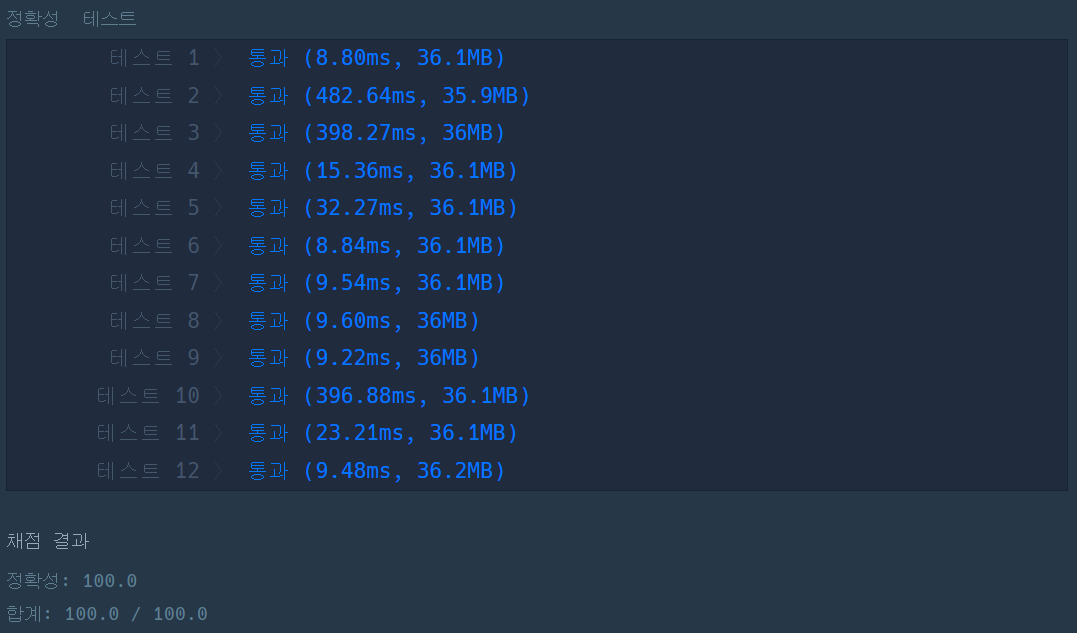 정확성 테스트
테스트 1 〉 통과 (8.80ms, 36.1MB)
테스트 2 〉 통과 (482.64ms, 35.9MB)
테스트 3 〉 통과 (398.27ms, 36MB)
테스트 4 〉 통과 (15.36ms, 36.1MB)
테스트 5 〉 통과 (32.27ms, 36.1MB)
테스트 6 〉 통과 (8.84ms, 36.1MB)
테스트 7 〉 통과 (9.54ms, 36.1MB)
테스트 8 〉 통과 (9.60ms, 36MB)
테스트 9 〉 통과 (9.22ms, 36MB)
테스트 10 〉 통과 (396.88ms, 36.1MB)
테스트 11 〉 통과 (23.21ms, 36.1MB)
테스트 12 〉 통과 (9.48ms, 36.2MB)
채점 결과
정확성: 100.0
합계: 100.0 / 100.0